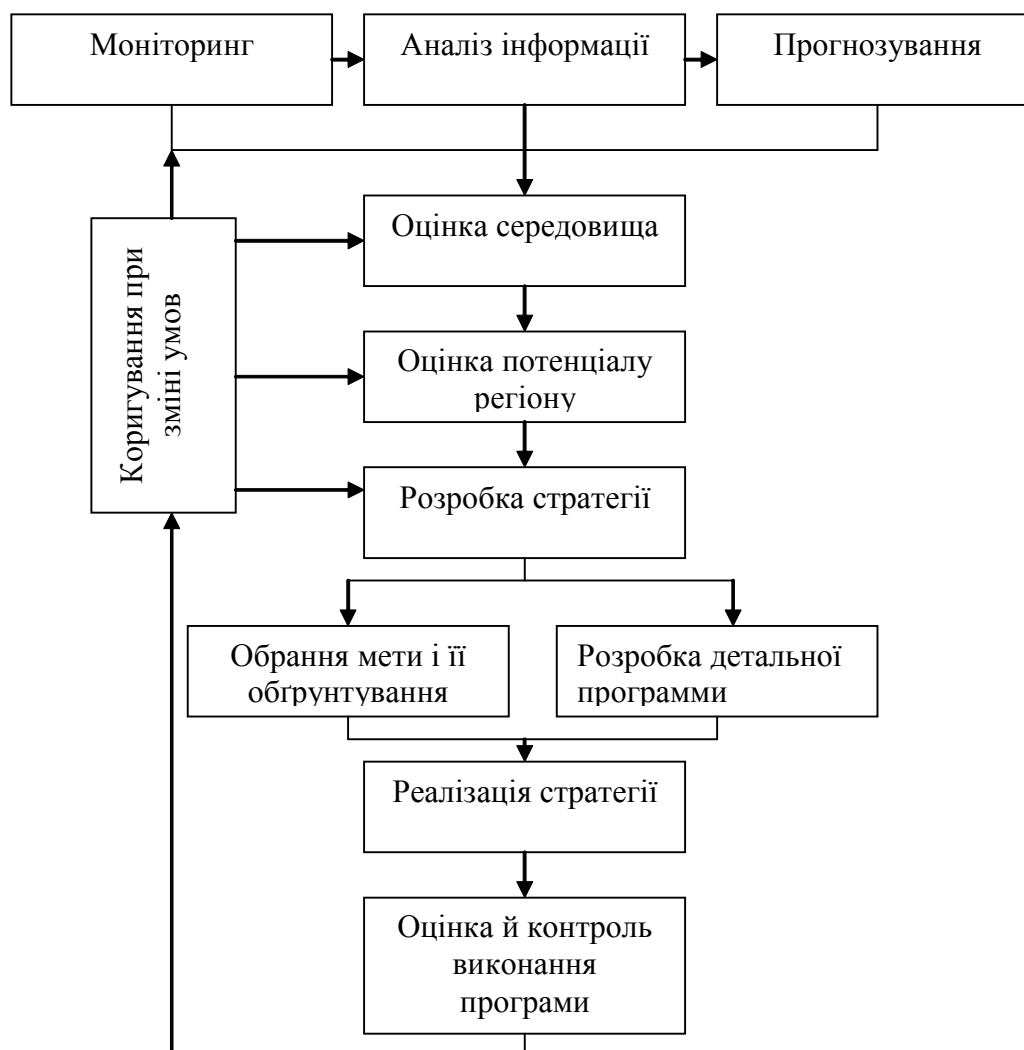 Моніторинг
Аналіз інформації
Прогнозування
Оцінка середовища
Коригування при
зміні умов
Оцінка потенціалу
регіону
Розробка стратегії
Обрання мети і її
обґрунтування
Розробка детальної
программи
Реалізація стратегії
Оцінка й контроль
виконання
програми